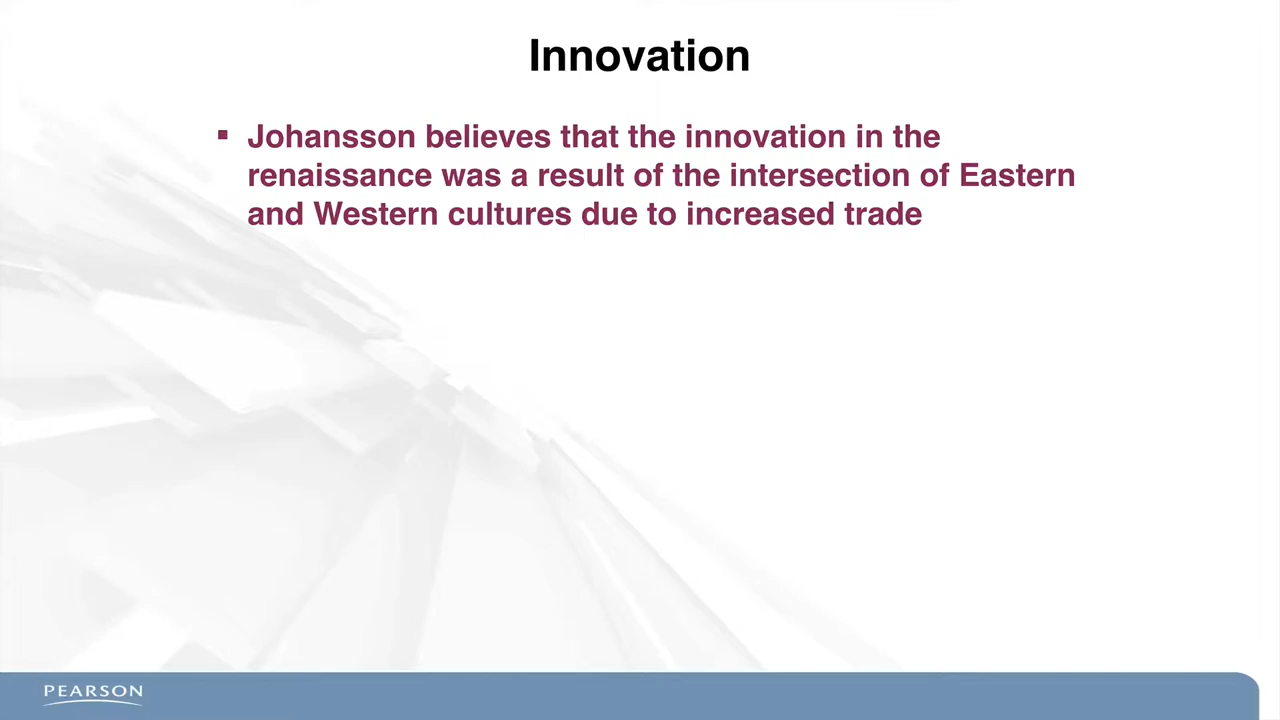 Innovation
▪ Johansson believes that the innovation in the
renaissance was a result of the intersection of Eastern
and Western cultures due to increased trade
PEARSON